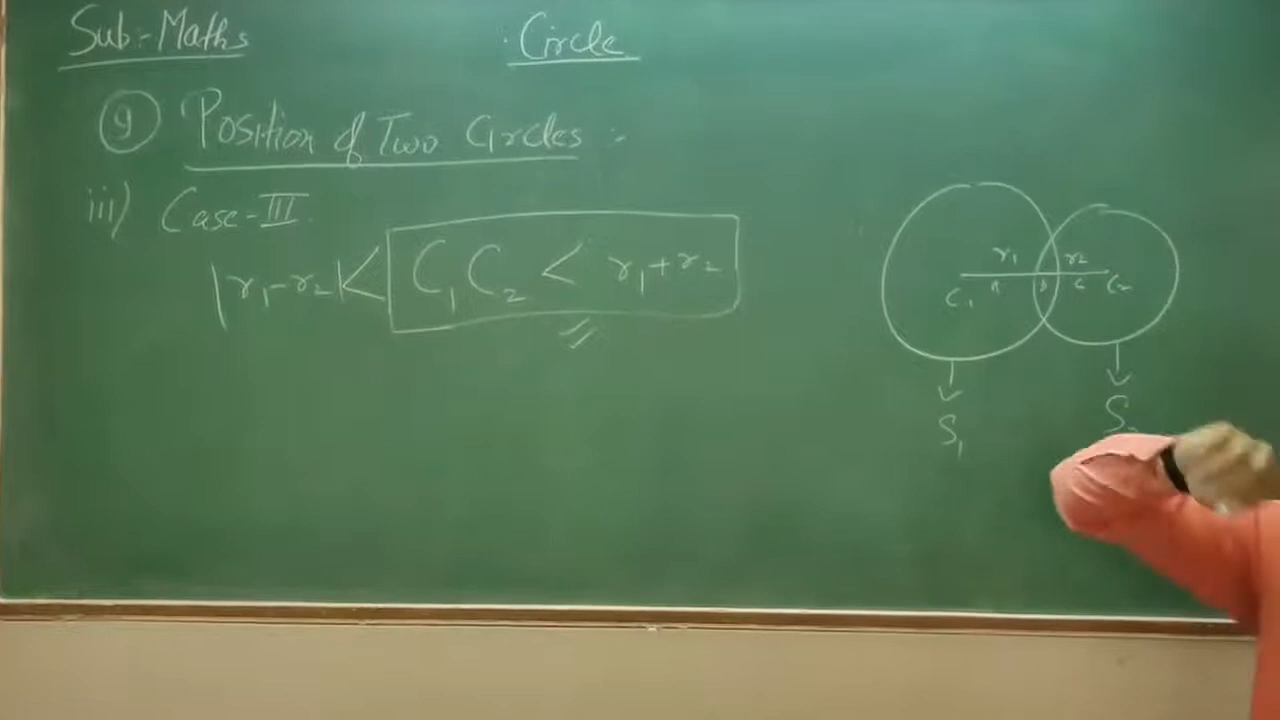 Sub:- Maths
Circle
9 Position of Two Circles :-
iii) Case-III.
|r₁-r₂| < C₁C₂ < r₁+r₂
r₁ r₂
C₁ a b c C₂
S₁